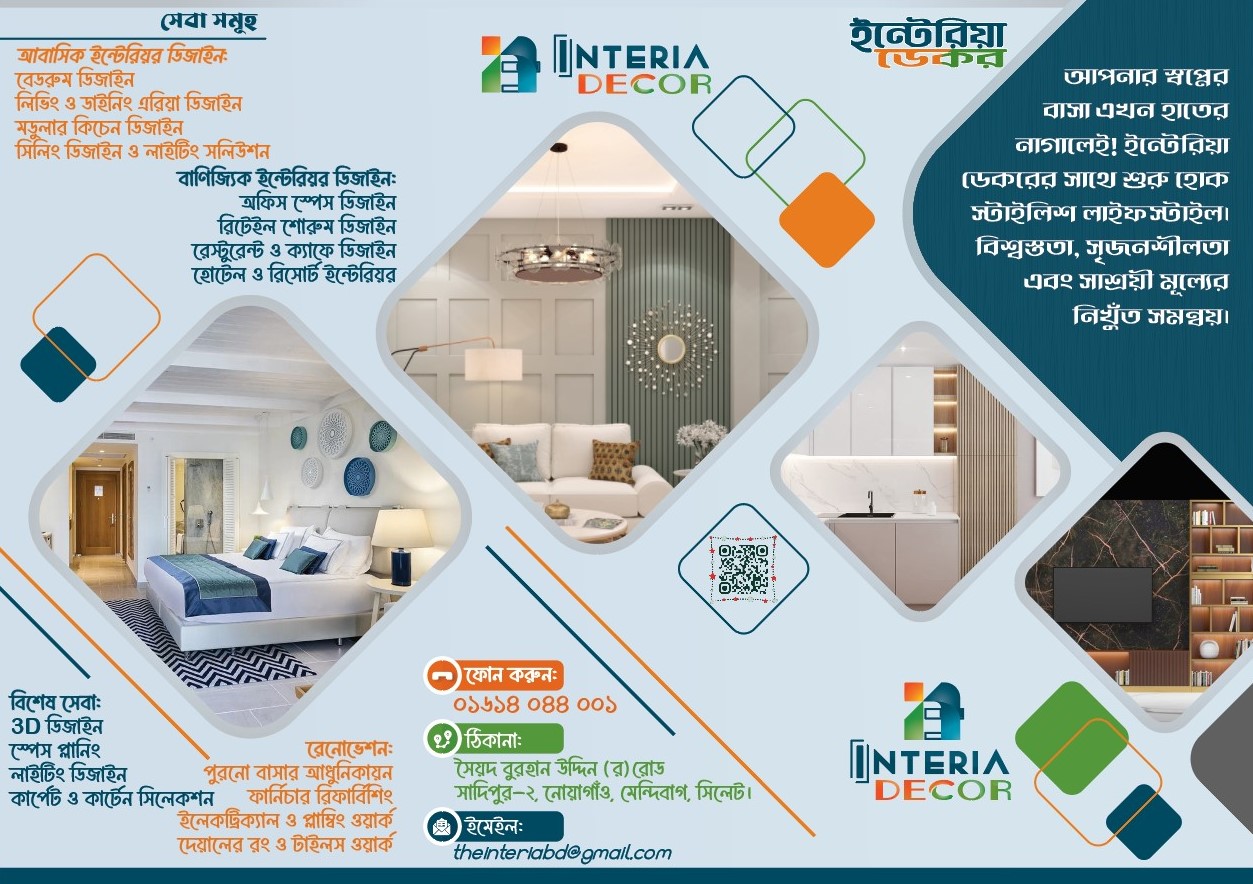 সেবা সমূহ
আবাসিক ইন্টেরিয়র ডিজাইন:
বেডরুম ডিজাইন
লিভিং ও ডাইনিং এরিয়া ডিজাইন
মডুলার কিচেন ডিজাইন
সিলিং ডিজাইন ও লাইটিং সলিউশন
বাণিজ্যিক ইন্টেরিয়র ডিজাইন:
অফিস স্পেস ডিজাইন
রিটেইল শোরুম ডিজাইন
রেস্টুরেন্ট ও ক্যাফে ডিজাইন
হোটেল ও রিসোর্ট ইন্টেরিয়র
বিশেষ সেবা:
3D ডিজাইন
স্পেস প্লানিং
লাইটিং ডিজাইন
কার্পেট ও কার্টেন সিলেকশন
রেনোভেশন:
পুরনো বাসার আধুনিকায়ন
ফার্নিচার রিফার্বিশিং
ইলেকট্রিক্যাল ও প্লাম্বিং ওয়ার্ক
দেয়ালের রং ও টাইলস ওয়ার্ক
INTERIA
DECOR
ফোন করুন:
০১৬১৪ ০৪৪ ০০১
ঠিকানা:
সৈয়দ বুরহান উদ্দিন (র) রোড
সাদিপুর-২, নোয়াগাঁও, মেন্দিবাগ, সিলেট।
ইমেইল:
theinteriabd@gmail.com
ইন্টেরিয়া
ডেকর
আপনার স্বপ্নের
বাসা এখন হাতের
নাগালেই! ইন্টেরিয়া
ডেকরের সাথে শুরু হোক
স্টাইলিশ লাইফস্টাইল।
বিশ্বস্ততা, সৃজনশীলতা
এবং সাশ্রয়ী মূল্যের
নিখুঁত সমন্বয়।
INTERIA
DECOR